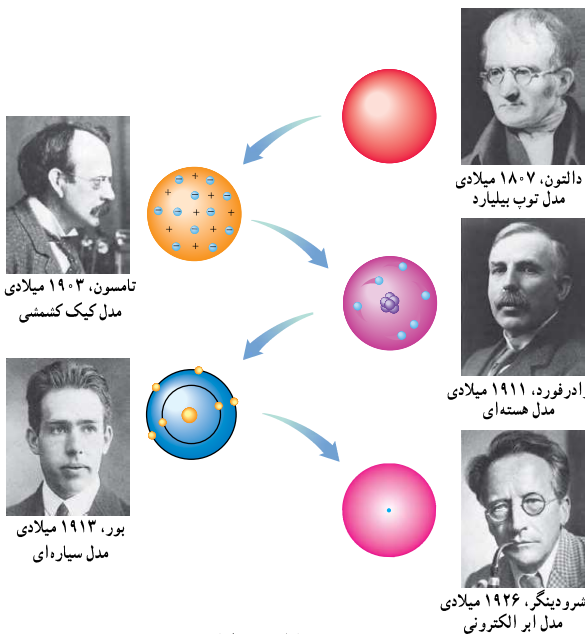 دالتون، ۱۸۰۷ میلادی
مدل توپ بیلیارد
تامسون، ۱۹۰۳ میلادی
مدل کیک کشمشی
رادرفورد، ۱۹۱۱ میلادی
مدل هسته‌ای
بور، ۱۹۱۳ میلادی
مدل سیاره‌ای
شرودینگر، ۱۹۲۶ میلادی
مدل ابر الکترونی